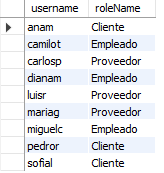 username roleName
anam Cliente
camilot Empleado
carlosp Proveedor
dianam Empleado
luisr Proveedor
mariag Proveedor
miguelc Empleado
pedror Cliente
sofial Cliente